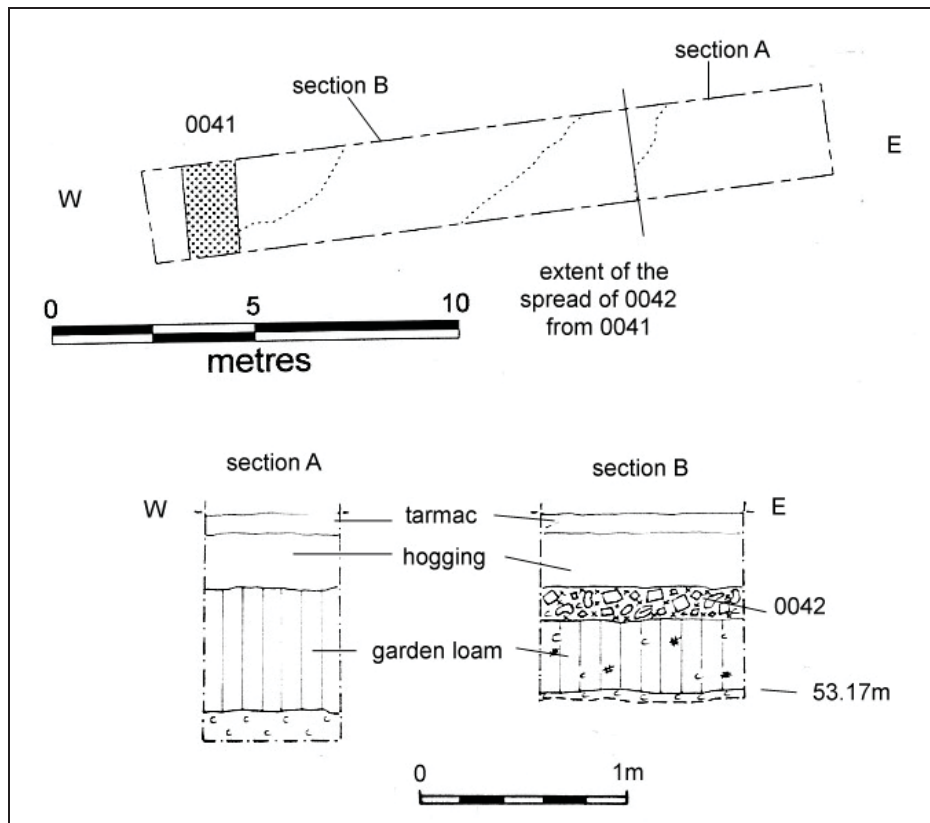 section A
section B
0041
E
W
extent of the
spread of 0042
from 0041
0 5 10
metres
section A
section B
W
E
tarmac
hogging
0042
garden loam
53.17m
0 1m